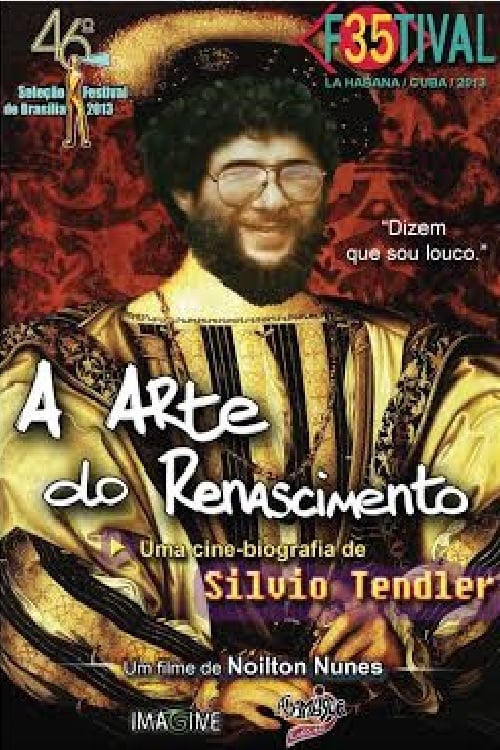 46º
Seleção Festival
de Brasília 2013
F35TIVAL
LA HABANA / CUBA / 2013
“Dizem
que sou louco.”
A ARte
do Renascimento
Uma cine-biografia de
Silvio Tendler
Um filme de Noilton Nunes
IMAGINE